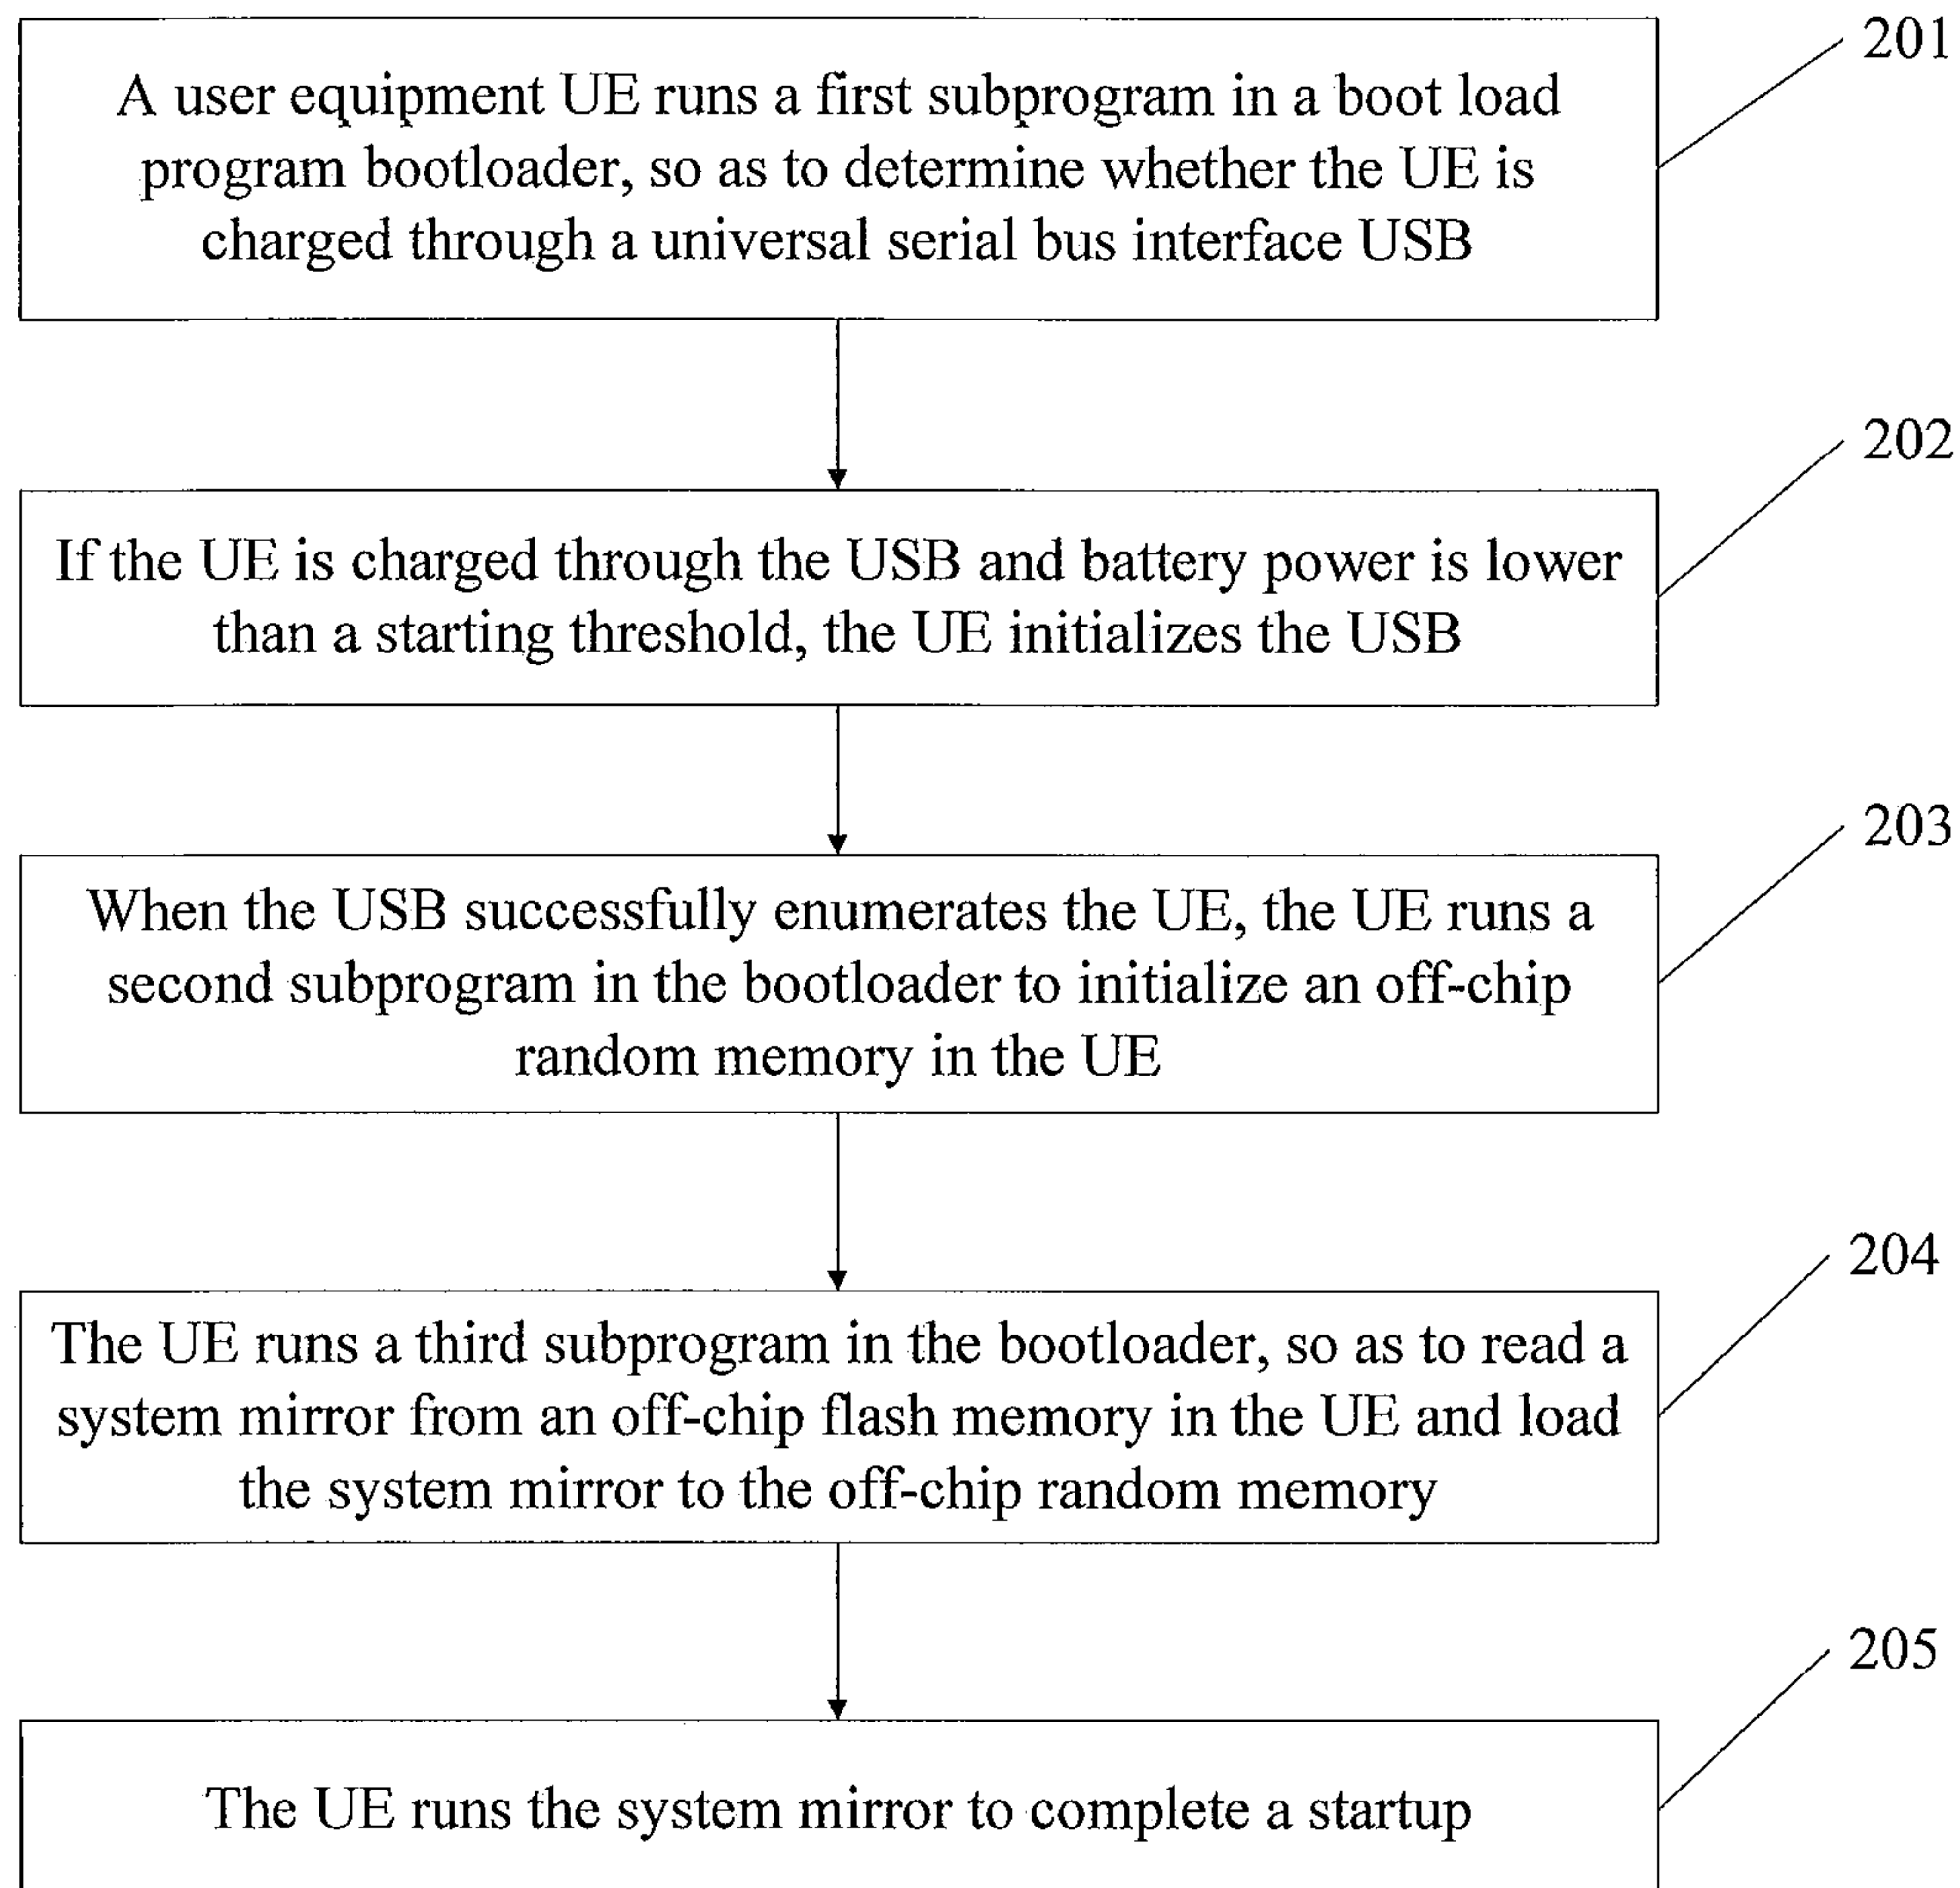 201
A user equipment UE runs a first subprogram in a boot load
program bootloader, so as to determine whether the UE is
charged through a universal serial bus interface USB
202
If the UE is charged through the USB and battery power is lower
than a starting threshold, the UE initializes the USB
203
When the USB successfully enumerates the UE, the UE runs a
second subprogram in the bootloader to initialize an off-chip
random memory in the UE
204
The UE runs a third subprogram in the bootloader, so as to read a
system mirror from an off-chip flash memory in the UE and load
the system mirror to the off-chip random memory
205
The UE runs the system mirror to complete a startup